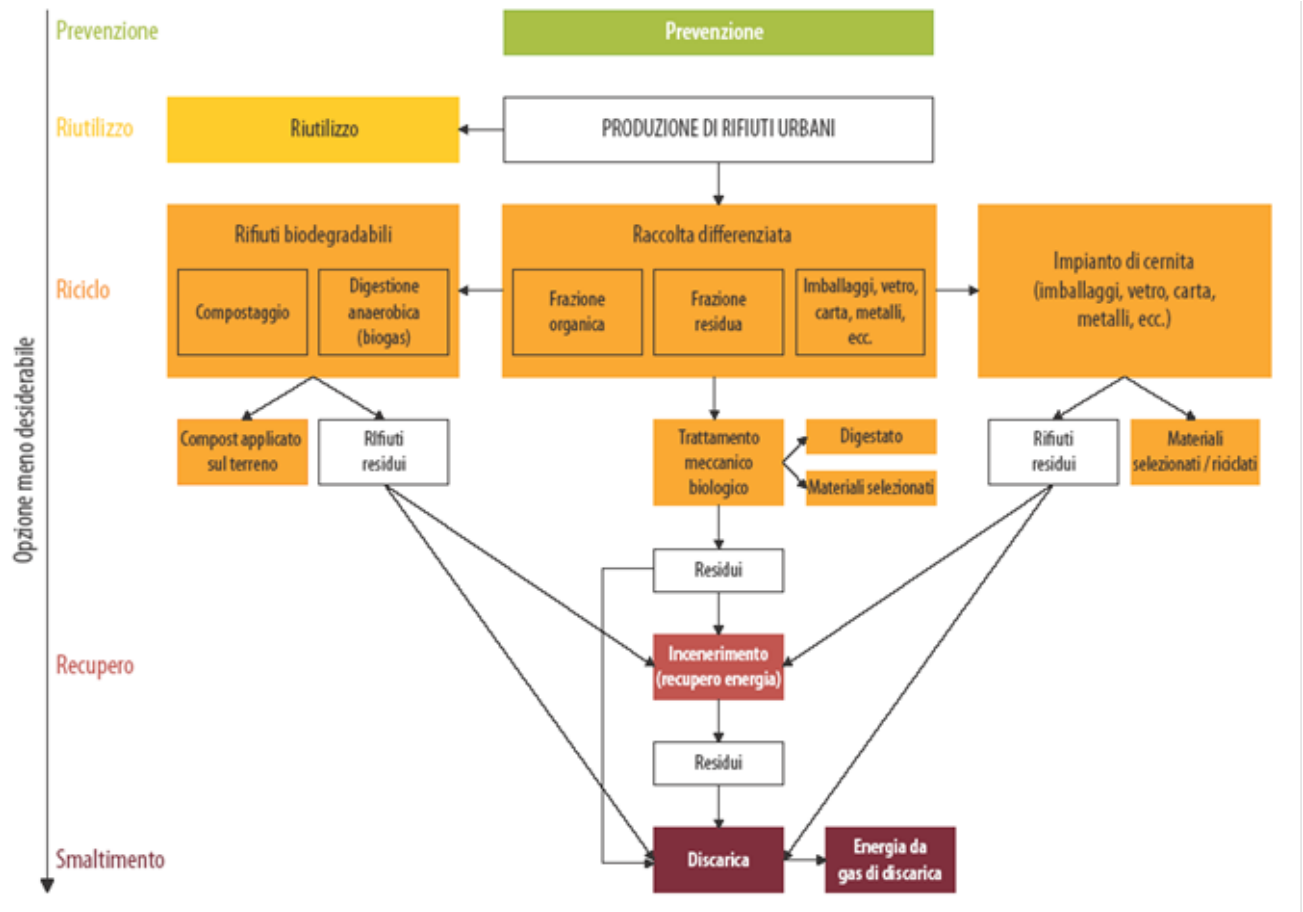 Prevenzione
Prevenzione
Riutilizzo
Riutilizzo
PRODUZIONE DI RIFIUTI URBANI
Riciclo
Rifiuti biodegradabili
Compostaggio
Digestione
anaerobica
(biogas)
Raccolta differenziata
Frazione
organica
Frazione
residua
Imballaggi, vetro,
carta, metalli,
ecc.
Impianto di cernita
(imballaggi, vetro, carta,
metalli, ecc.)
Opzione meno desiderabile
Compost applicato
sul terreno
RIfiuti
residui
Trattamento
meccanico
biologico
Digestato
Materiali selezionati
Rifiuti
residui
Materiali
selezionati / riciclati
Residui
Recupero
Incenerimento
(recupero energia)
Residui
Smaltimento
Discarica
Energia da
gas di discarica